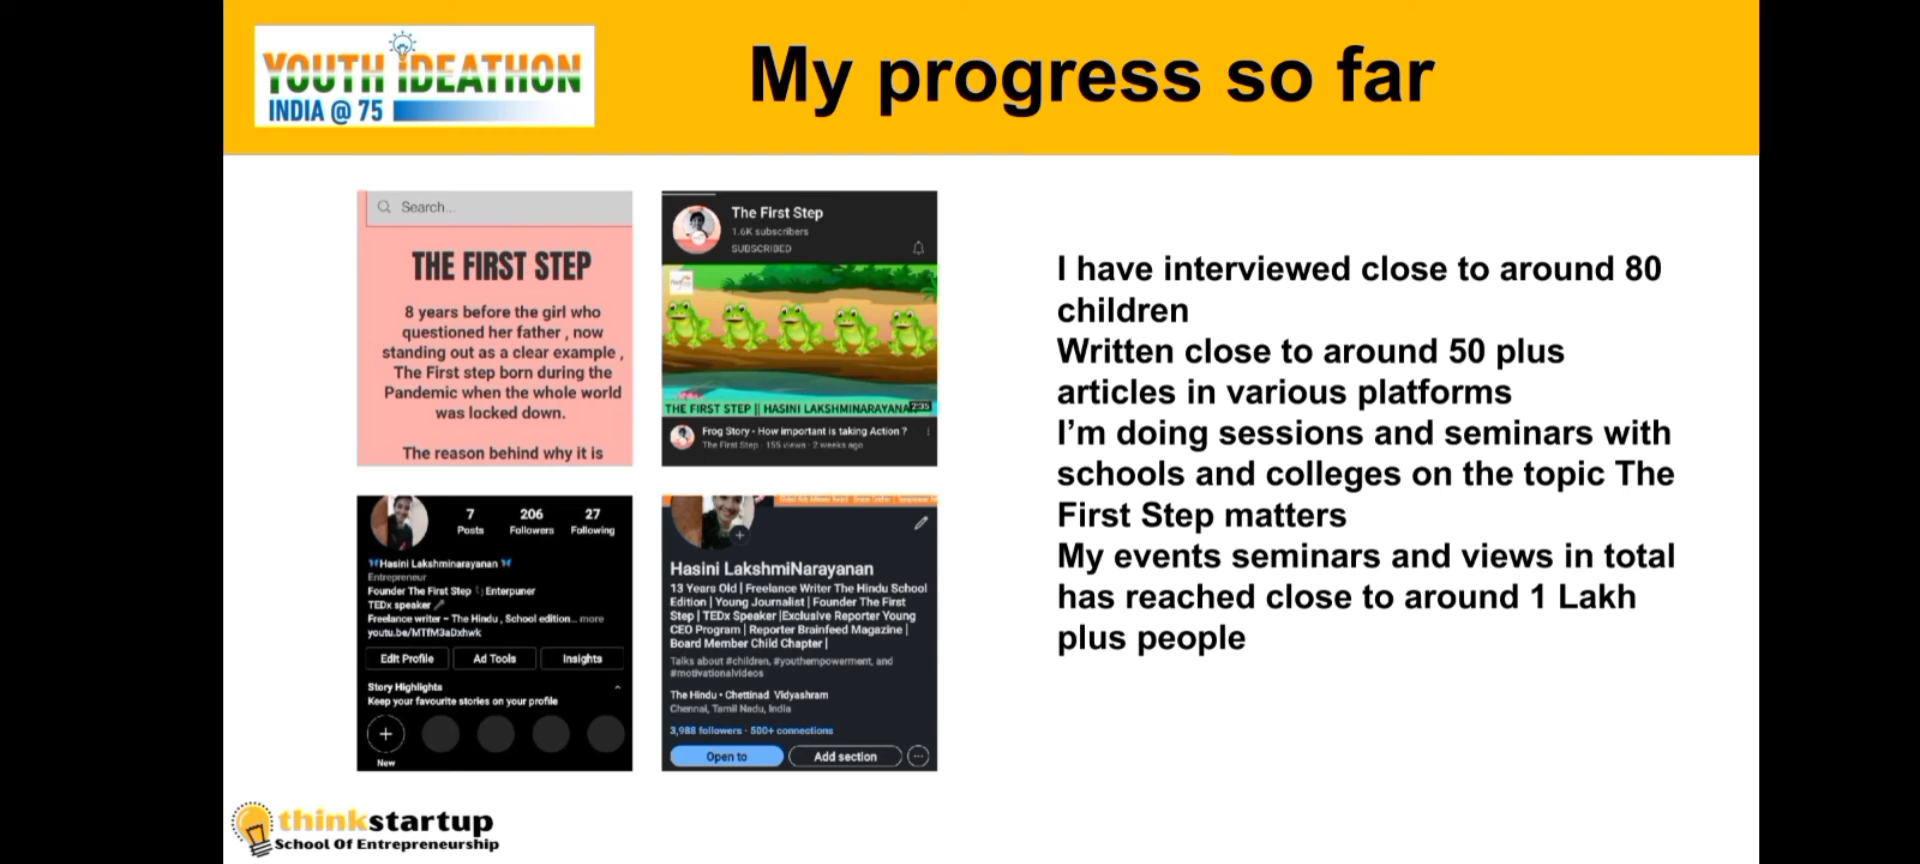 YOUTH iDEATHON
INDIA @ 75
My progress so far
Search...
THE FIRST STEP
8 years before the girl who
questioned her father , now
standing out as a clear example ,
The First step born during the
Pandemic when the whole world
was locked down.
The reason behind why it is
The First Step
1.6K subscribers
SUBSCRIBED
THE FIRST STEP || HASINI LAKSHMINARAYANA
2:35
Frog Story - How important is taking Action ?
The First Step · 155 views · 2 weeks ago
7 206 27
Posts Followers Following
Hasini Lakshminarayanan
Entrepreneur
Founder The First Step Enterpuner
TEDx speaker
Freelance writer - The Hindu , School edition... more
youtu.be/MTfM3aDxhwk
Edit Profile Ad Tools Insights
Story Highlights
Keep your favourite stories on your profile
New
Hasini LakshmiNarayanan
13 Years Old | Freelance Writer The Hindu School
Edition | Young Journalist | Founder The First
Step | TEDx Speaker |Exclusive Reporter Young
CEO Program | Reporter Brainfeed Magazine |
Board Member Child Chapter |
Talks about #children, #youthempowerment, and
#motivationalvideos
The Hindu • Chettinad Vidyashram
Chennai, Tamil Nadu, India
3,988 followers · 500+ connections
Open to Add section
I have interviewed close to around 80
children
Written close to around 50 plus
articles in various platforms
I’m doing sessions and seminars with
schools and colleges on the topic The
First Step matters
My events seminars and views in total
has reached close to around 1 Lakh
plus people
thinkstartup
School Of Entrepreneurship